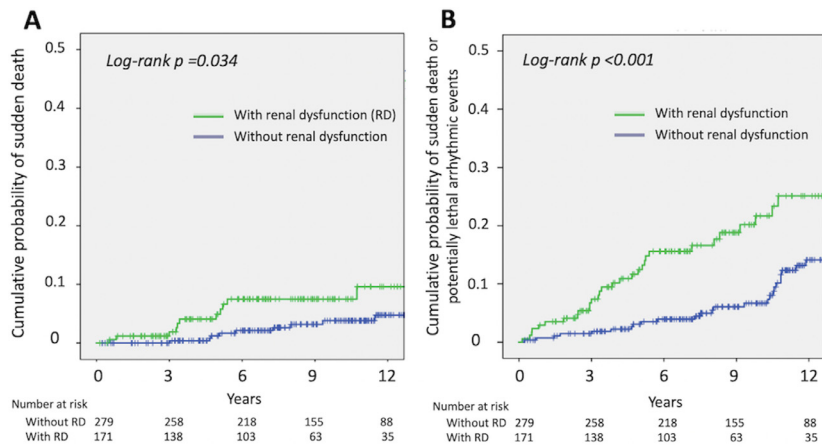 A
Cumulative probability of sudden death
0.5
0.4
0.3
0.2
0.1
0
Log-rank p =0.034
With renal dysfunction (RD)
Without renal dysfunction
0 3 6 9 12
Years
Number at risk
Without RD 279 258 218 155 88
With RD 171 138 103 63 35
B
Cumulative probability of sudden death or
potentially lethal arrhythmic events
0.5
0.4
0.3
0.2
0.1
0
Log-rank p <0.001
With renal dysfunction
Without renal dysfunction
0 3 6 9 12
Years
Number at risk
Without RD 279 258 218 155 88
With RD 171 138 103 63 35